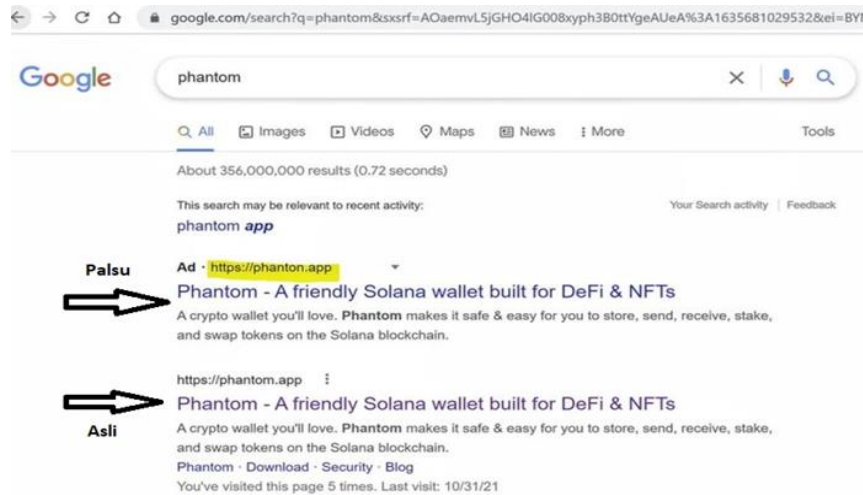 google.com/search?q=phantom&sxsrf=AOaemvL5jGHO4IG008xyph3B0ttYgeAUeA%3A1635681029532&ei=BYI
Google
phantom
All Images Videos Maps News More Tools
About 356,000,000 results (0.72 seconds)
This search may be relevant to recent activity: Your Search activity Feedback
phantom app
Palsu
Ad · https://phanton.app
Phantom - A friendly Solana wallet built for DeFi & NFTs
A crypto wallet you'll love. Phantom makes it safe & easy for you to store, send, receive, stake,
and swap tokens on the Solana blockchain.
https://phantom.app
Phantom - A friendly Solana wallet built for DeFi & NFTs
Asli
A crypto wallet you'll love. Phantom makes it safe & easy for you to store, send, receive, stake,
and swap tokens on the Solana blockchain.
Phantom · Download · Security · Blog
You've visited this page 5 times. Last visit: 10/31/21